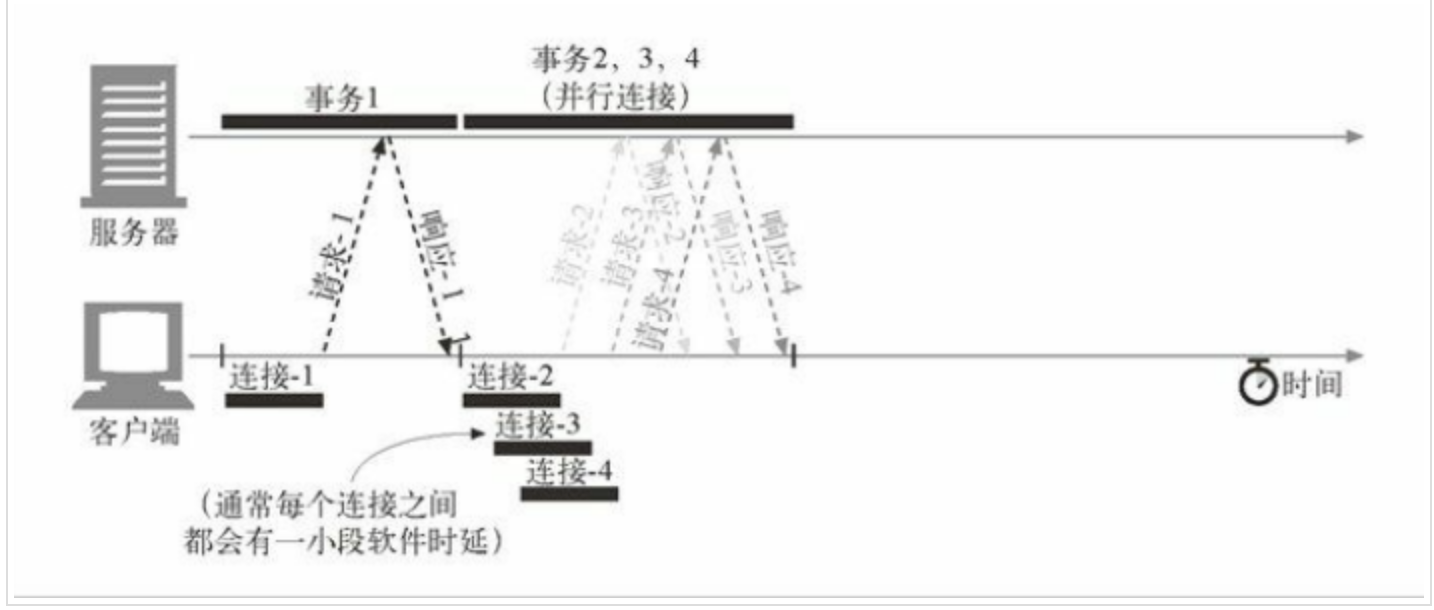 事务2，3，4
（并行连接）
事务1
服务器
请求-1
响应-1
请求-2
响应-2
请求-3
请求-4
响应-3
响应-4
1
连接-1
连接-2
连接-3
连接-4
时间
客户端
（通常每个连接之间
都会有一小段软件时延）